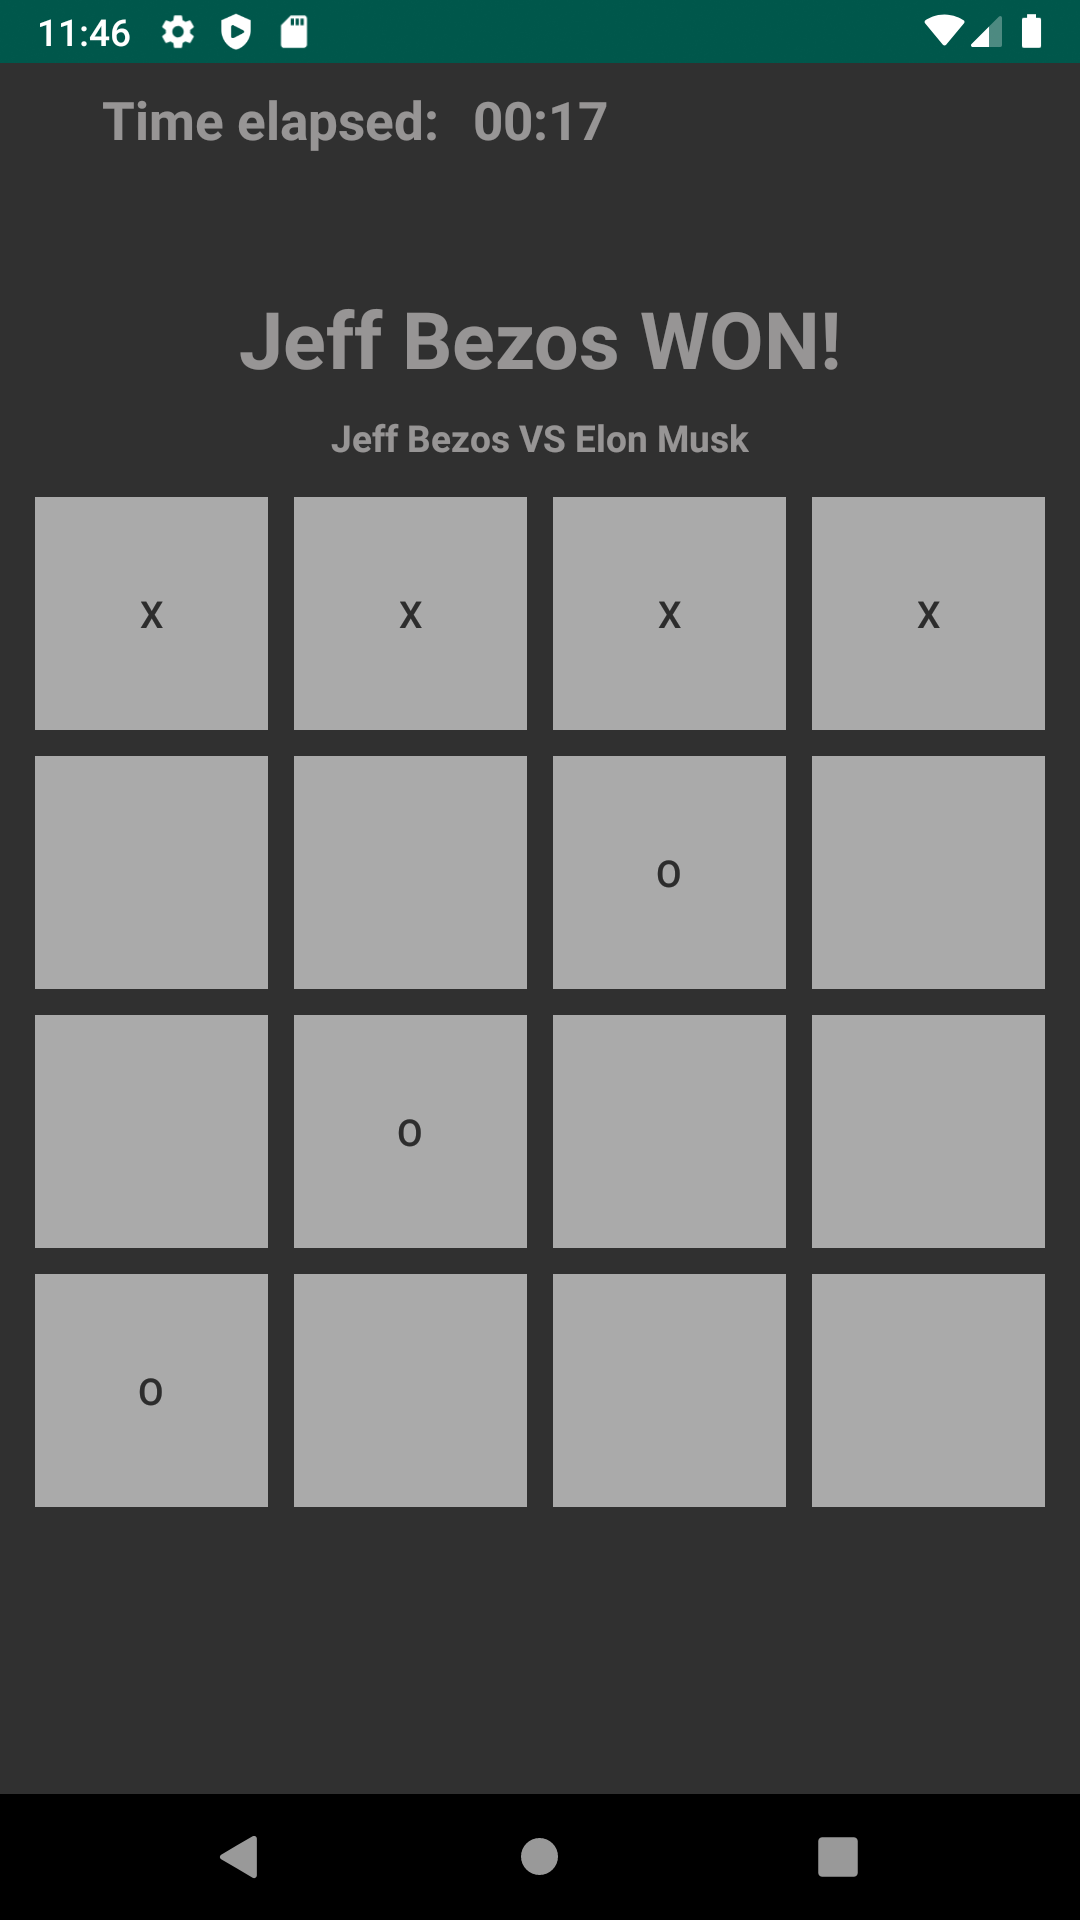 11:46
Time elapsed: 00:17
Jeff Bezos WON!
Jeff Bezos VS Elon Musk
X X X X
O
O
O